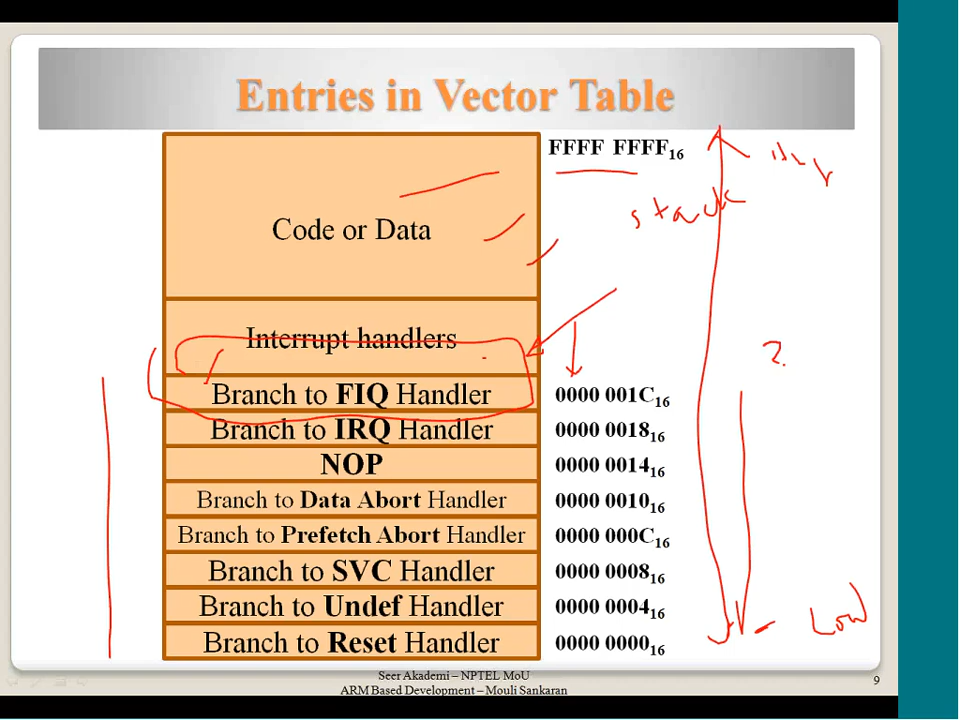 Entries in Vector Table
FFFF FFFF16
stack
Code or Data
Interrupt handlers
?
Branch to FIQ Handler 0000 001C16
Branch to IRQ Handler 0000 001816
NOP 0000 001416
Branch to Data Abort Handler 0000 001016
Branch to Prefetch Abort Handler 0000 000C16
Branch to SVC Handler 0000 000816
Branch to Undef Handler 0000 000416
Low
Branch to Reset Handler 0000 000016
Seer Akademi – NPTEL MoU
ARM Based Development – Mouli Sankaran
9